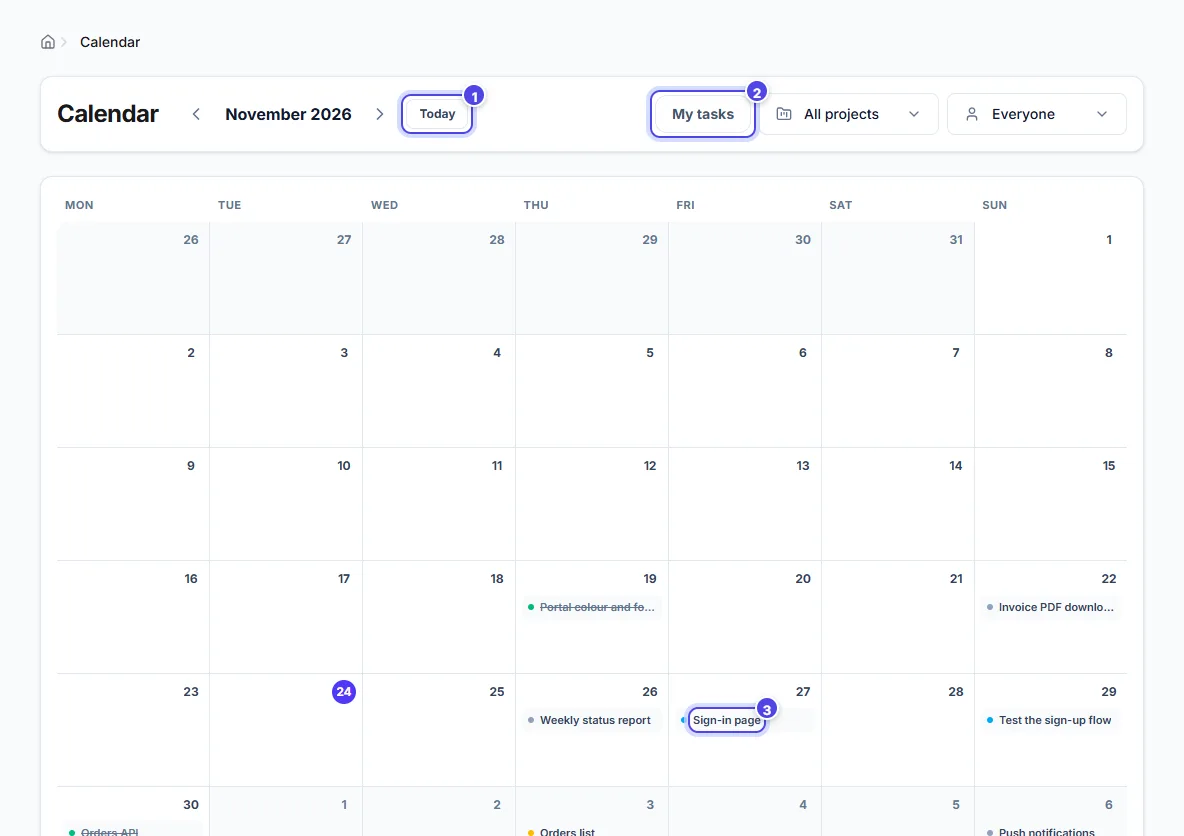 Calendar
Calendar November 2026 Today 1 My tasks 2 All projects Everyone
MON TUE WED THU FRI SAT SUN
26 27 28 29 30 31 1
2 3 4 5 6 7 8
9 10 11 12 13 14 15
16 17 18 19 20 21 22
Portal colour and fo... Invoice PDF downlo...
23 24 25 26 27 28 29
Weekly status report Sign-in page 3 Test the sign-up flow
30 1 2 3 4 5 6
Orders API Orders list Push notifications